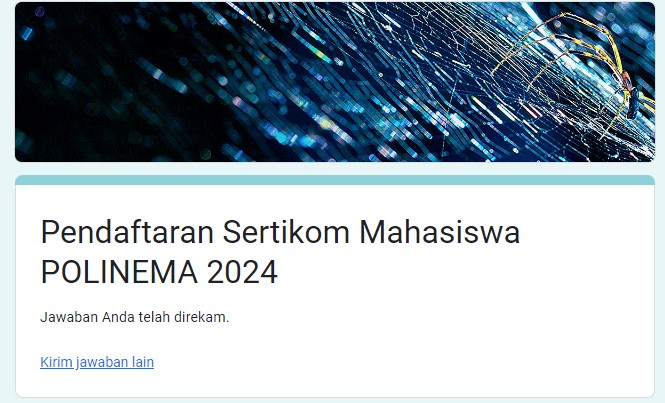 Pendaftaran Sertikom Mahasiswa
POLINEMA 2024
Jawaban Anda telah direkam.
Kirim jawaban lain